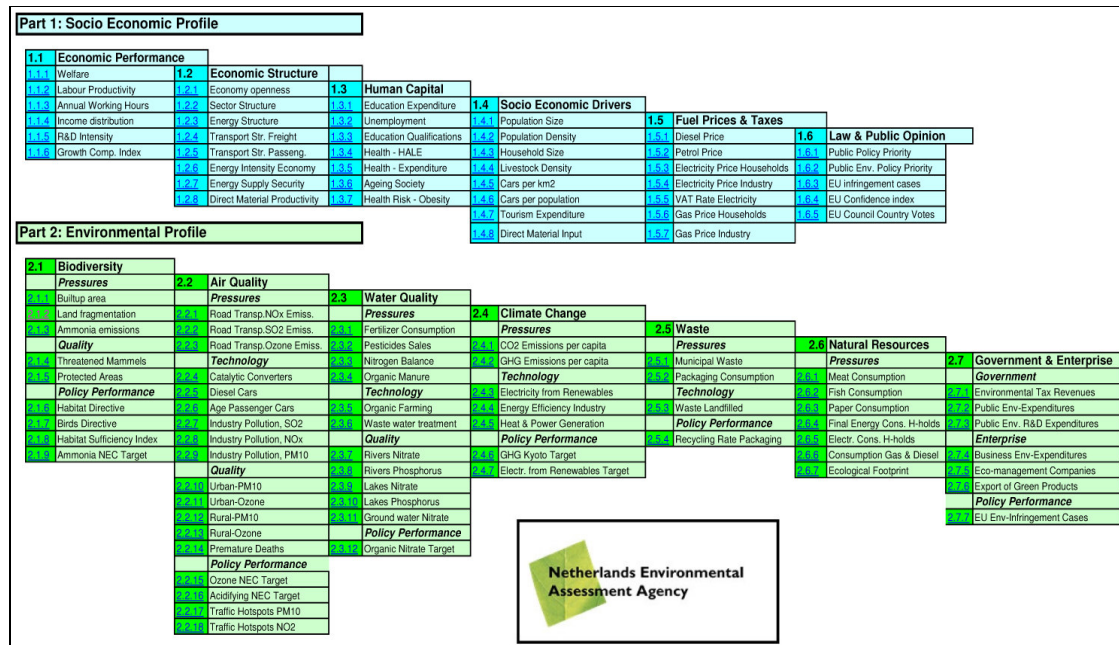 Part 1: Socio Economic Profile
1.1 Economic Performance
1.1.1 Welfare
1.1.2 Labour Productivity
1.1.3 Annual Working Hours
1.1.4 Income distribution
1.1.5 R&D Intensity
1.1.6 Growth Comp. Index
1.2 Economic Structure
1.2.1 Economy openness
1.2.2 Sector Structure
1.2.3 Energy Structure
1.2.4 Transport Str. Freight
1.2.5 Transport Str. Passeng.
1.2.6 Energy Intensity Economy
1.2.7 Energy Supply Security
1.2.8 Direct Material Productivity
1.3 Human Capital
1.3.1 Education Expenditure
1.3.2 Unemployment
1.3.3 Education Qualifications
1.3.4 Health - HALE
1.3.5 Health - Expenditure
1.3.6 Ageing Society
1.3.7 Health Risk - Obesity
1.4 Socio Economic Drivers
1.4.1 Population Size
1.4.2 Population Density
1.4.3 Household Size
1.4.4 Livestock Density
1.4.5 Cars per km2
1.4.6 Cars per population
1.4.7 Tourism Expenditure
1.4.8 Direct Material Input
1.5 Fuel Prices & Taxes
1.5.1 Diesel Price
1.5.2 Petrol Price
1.5.3 Electricity Price Households
1.5.4 Electricity Price Industry
1.5.5 VAT Rate Electricity
1.5.6 Gas Price Households
1.5.7 Gas Price Industry
1.6 Law & Public Opinion
1.6.1 Public Policy Priority
1.6.2 Public Env. Policy Priority
1.6.3 EU infringement cases
1.6.4 EU Confidence index
1.6.5 EU Council Country Votes
Part 2: Environmental Profile
2.1 Biodiversity
Pressures
2.1.1 Builtup area
2.1.2 Land fragmentation
2.1.3 Ammonia emissions
Quality
2.1.4 Threatened Mammels
2.1.5 Protected Areas
Policy Performance
2.1.6 Habitat Directive
2.1.7 Birds Directive
2.1.8 Habitat Sufficiency Index
2.1.9 Ammonia NEC Target
2.2 Air Quality
Pressures
2.2.1 Road Transp.NOx Emiss.
2.2.2 Road Transp.SO2 Emiss.
2.2.3 Road Transp.Ozone Emiss.
Technology
2.2.4 Catalytic Converters
2.2.5 Diesel Cars
2.2.6 Age Passenger Cars
2.2.7 Industry Pollution, SO2
2.2.8 Industry Pollution, NOx
2.2.9 Industry Pollution, PM10
Quality
2.2.10 Urban-PM10
2.2.11 Urban-Ozone
2.2.12 Rural-PM10
2.2.13 Rural-Ozone
2.2.14 Premature Deaths
Policy Performance
2.2.15 Ozone NEC Target
2.2.16 Acidifying NEC Target
2.2.17 Traffic Hotspots PM10
2.2.18 Traffic Hotspots NO2
2.3 Water Quality
Pressures
2.3.1 Fertilizer Consumption
2.3.2 Pesticides Sales
2.3.3 Nitrogen Balance
2.3.4 Organic Manure
Technology
2.3.5 Organic Farming
2.3.6 Waste water treatment
Quality
2.3.7 Rivers Nitrate
2.3.8 Rivers Phosphorus
2.3.9 Lakes Nitrate
2.3.10 Lakes Phosphorus
2.3.11 Ground water Nitrate
Policy Performance
2.3.12 Organic Nitrate Target
2.4 Climate Change
Pressures
2.4.1 CO2 Emissions per capita
2.4.2 GHG Emissions per capita
Technology
2.4.3 Electricity from Renewables
2.4.4 Energy Efficiency Industry
2.4.5 Heat & Power Generation
Policy Performance
2.4.6 GHG Kyoto Target
2.4.7 Electr. from Renewables Target
2.5 Waste
Pressures
2.5.1 Municipal Waste
2.5.2 Packaging Consumption
Technology
2.5.3 Waste Landfilled
Policy Performance
2.5.4 Recycling Rate Packaging
2.6 Natural Resources
Pressures
2.6.1 Meat Consumption
2.6.2 Fish Consumption
2.6.3 Paper Consumption
2.6.4 Final Energy Cons. H-holds
2.6.5 Electr. Cons. H-holds
2.6.6 Consumption Gas & Diesel
2.6.7 Ecological Footprint
2.7 Government & Enterprise
Government
2.7.1 Environmental Tax Revenues
2.7.2 Public Env-Expenditures
2.7.3 Public Env. R&D Expenditures
Enterprise
2.7.4 Business Env-Expenditures
2.7.5 Eco-management Companies
2.7.6 Export of Green Products
Policy Performance
2.7.7 EU Env-Infringement Cases
Netherlands Environmental
Assessment Agency